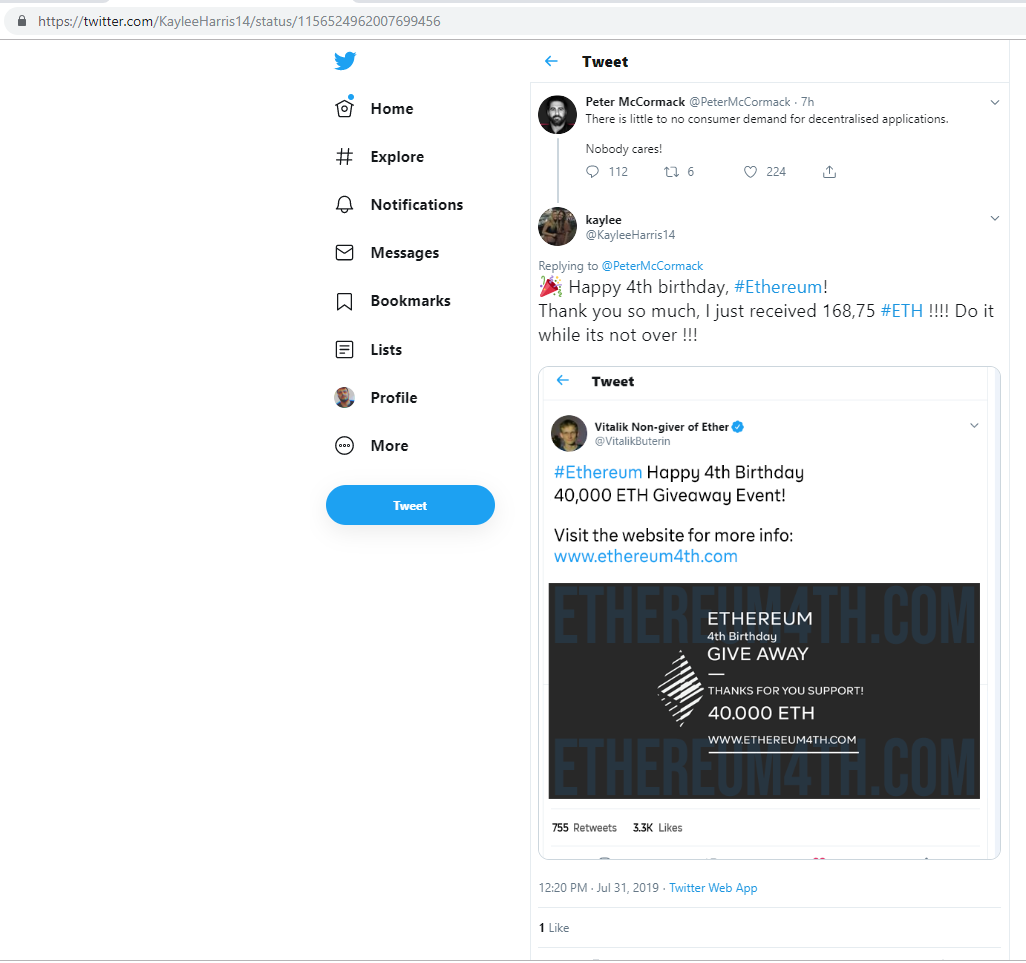 https://twitter.com/KayleeHarris14/status/1156524962007699456
Home
Explore
Notifications
Messages
Bookmarks
Lists
Profile
More
Tweet
Tweet
Peter McCormack @PeterMcCormack · 7h
There is little to no consumer demand for decentralised applications.
Nobody cares!
112 6 224
kaylee
@KayleeHarris14
Replying to @PeterMcCormack
🎉 Happy 4th birthday, #Ethereum!
Thank you so much, I just received 168,75 #ETH !!!! Do it
while its not over !!!
Tweet
Vitalik Non-giver of Ether
@VitalikButerin
#Ethereum Happy 4th Birthday
40,000 ETH Giveaway Event!
Visit the website for more info:
www.ethereum4th.com
ETHEREUM4TH.COM
ETHEREUM
4th Birthday
GIVE AWAY
THANKS FOR YOU SUPPORT!
40.000 ETH
WWW.ETHEREUM4TH.COM
ETHEREUM4TH.COM
755 Retweets 3.3K Likes
12:20 PM · Jul 31, 2019 · Twitter Web App
1 Like